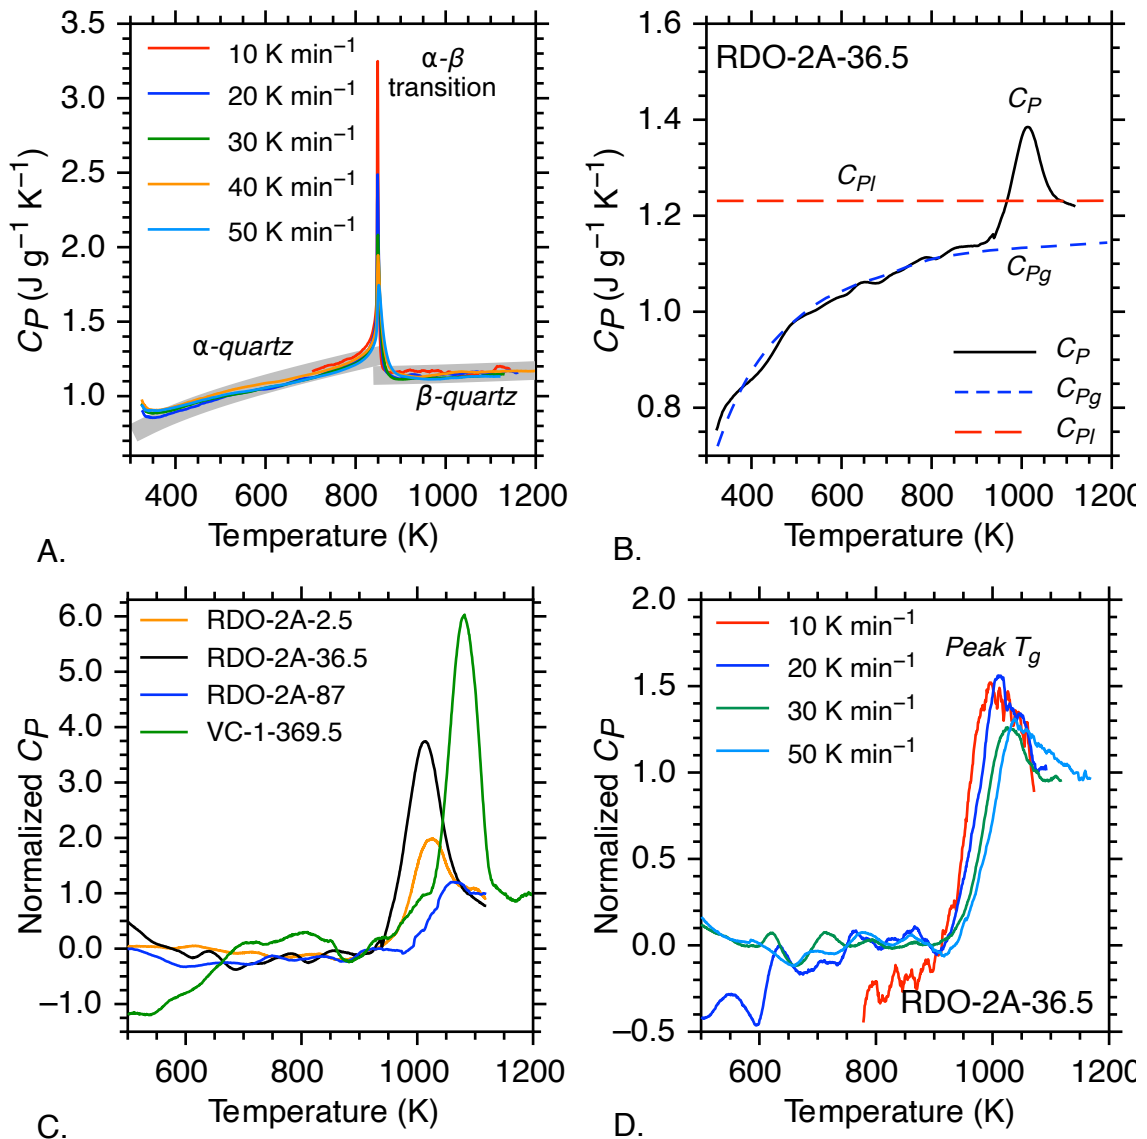 3.5
3.0
2.5
2.0
1.5
1.0
C_P (J g⁻¹ K⁻¹)
10 K min⁻¹
20 K min⁻¹
30 K min⁻¹
40 K min⁻¹
50 K min⁻¹
α-β
transition
α-quartz
β-quartz
400 600 800 1000 1200
Temperature (K)
A.
1.6
1.4
1.2
1.0
0.8
C_P (J g⁻¹ K⁻¹)
RDO-2A-36.5
C_P
C_Pl
C_Pg
C_P
C_Pg
C_Pl
400 600 800 1000 1200
Temperature (K)
B.
6.0
5.0
4.0
3.0
2.0
1.0
0.0
−1.0
Normalized C_P
RDO-2A-2.5
RDO-2A-36.5
RDO-2A-87
VC-1-369.5
600 800 1000 1200
Temperature (K)
C.
2.0
1.5
1.0
0.5
0.0
−0.5
Normalized C_P
10 K min⁻¹
20 K min⁻¹
30 K min⁻¹
50 K min⁻¹
Peak T_g
RDO-2A-36.5
600 800 1000 1200
Temperature (K)
D.